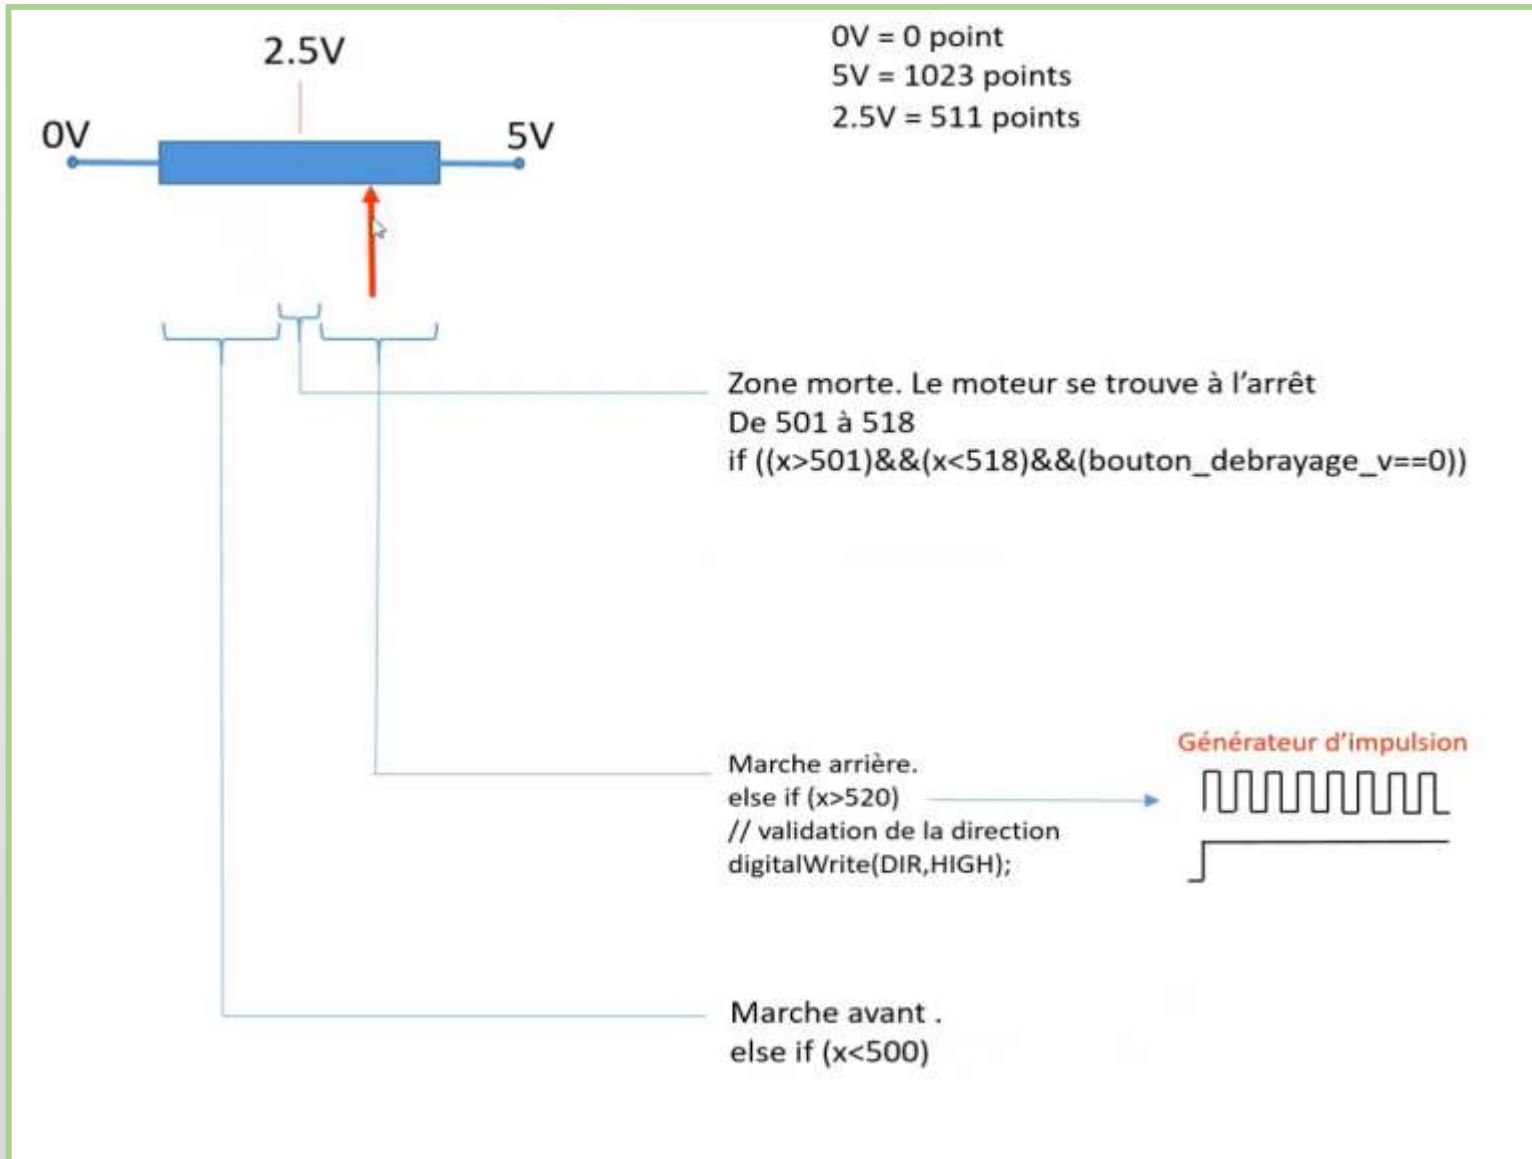 2.5V
0V
5V
0V = 0 point
5V = 1023 points
2.5V = 511 points
Zone morte. Le moteur se trouve à l'arrêt
De 501 à 518
if ((x>501)&&(x<518)&&(bouton_debrayage_v==0))
Marche arrière.
else if (x>520)
// validation de la direction
digitalWrite(DIR,HIGH);
Générateur d'impulsion
Marche avant .
else if (x<500)